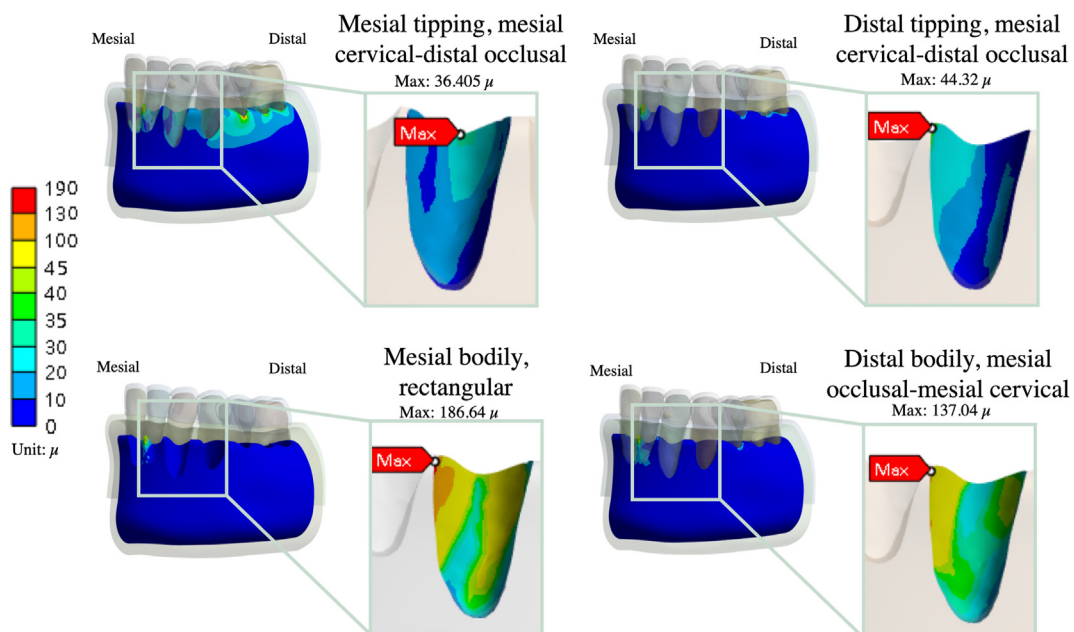 Mesial tipping, mesial
cervical-distal occlusal
Max: 36.405 μ
Mesial
Distal
Max
Distal tipping, mesial
cervical-distal occlusal
Max: 44.32 μ
Mesial
Distal
Max
190
130
100
45
40
35
30
20
10
0
Unit: μ
Mesial bodily,
rectangular
Max: 186.64 μ
Mesial
Distal
Max
Distal bodily, mesial
occlusal-mesial cervical
Max: 137.04 μ
Mesial
Distal
Max